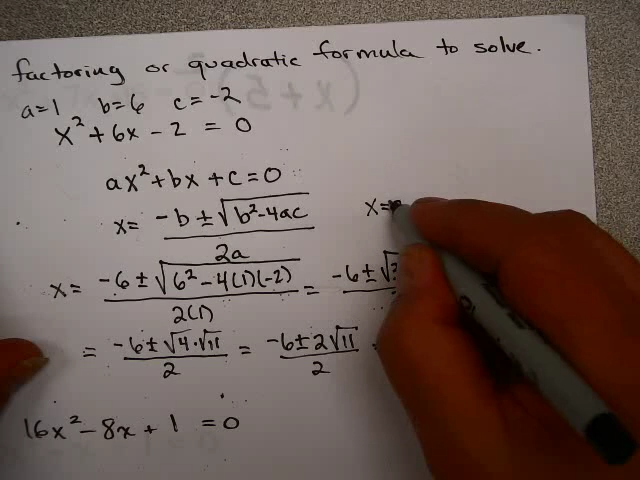 factoring or quadratic formula to solve.
a=1 b=6 c=-2
x² + 6x - 2 = 0
ax² + bx + c = 0
x= -b ± √b²-4ac / 2a
x=
x= -6 ± √6² - 4(1)(-2) / 2(1) = -6 ± √
= -6 ± √4·√11 / 2 = -6 ± 2√11 / 2
16x² - 8x + 1 = 0